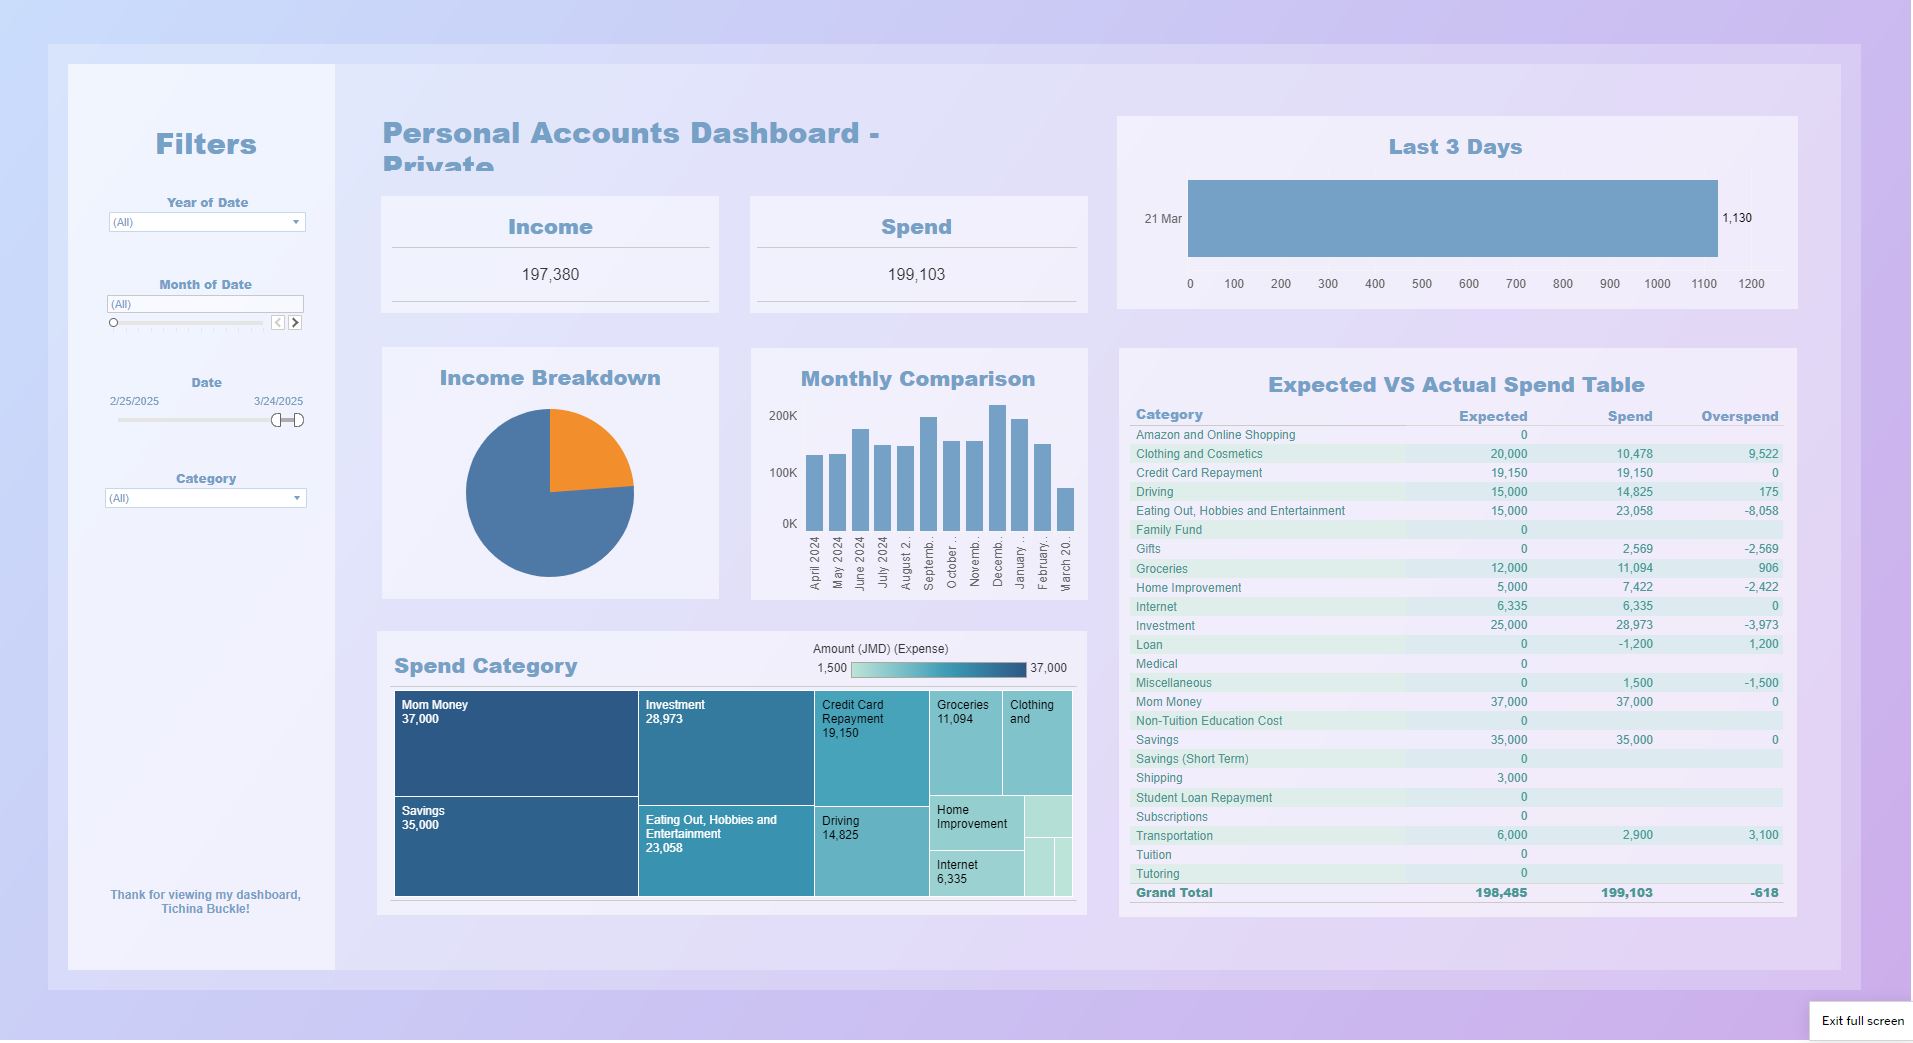 Filters
Year of Date
(All)
Month of Date
(All)
Date
2/25/2025 3/24/2025
Category
(All)
Thank for viewing my dashboard,
Tichina Buckle!
Personal Accounts Dashboard -
Private
Income
197,380
Spend
199,103
Last 3 Days
21 Mar
1,130
0 100 200 300 400 500 600 700 800 900 1000 1100 1200
Income Breakdown
Monthly Comparison
200K
100K
0K
April 2024
May 2024
June 2024
July 2024
August 2..
Septemb..
October ..
Novemb..
Decemb..
January ..
February..
March 20..
Spend Category
Amount (JMD) (Expense)
1,500 37,000
Mom Money
37,000
Savings
35,000
Investment
28,973
Eating Out, Hobbies and
Entertainment
23,058
Credit Card
Repayment
19,150
Driving
14,825
Groceries
11,094
Clothing
and
Home
Improvement
Internet
6,335
Expected VS Actual Spend Table
Category Expected Spend Overspend
Amazon and Online Shopping 0
Clothing and Cosmetics 20,000 10,478 9,522
Credit Card Repayment 19,150 19,150 0
Driving 15,000 14,825 175
Eating Out, Hobbies and Entertainment 15,000 23,058 -8,058
Family Fund 0
Gifts 0 2,569 -2,569
Groceries 12,000 11,094 906
Home Improvement 5,000 7,422 -2,422
Internet 6,335 6,335 0
Investment 25,000 28,973 -3,973
Loan 0 -1,200 1,200
Medical 0
Miscellaneous 0 1,500 -1,500
Mom Money 37,000 37,000 0
Non-Tuition Education Cost 0
Savings 35,000 35,000 0
Savings (Short Term) 0
Shipping 3,000
Student Loan Repayment 0
Subscriptions 0
Transportation 6,000 2,900 3,100
Tuition 0
Tutoring 0
Grand Total 198,485 199,103 -618
Exit full screen